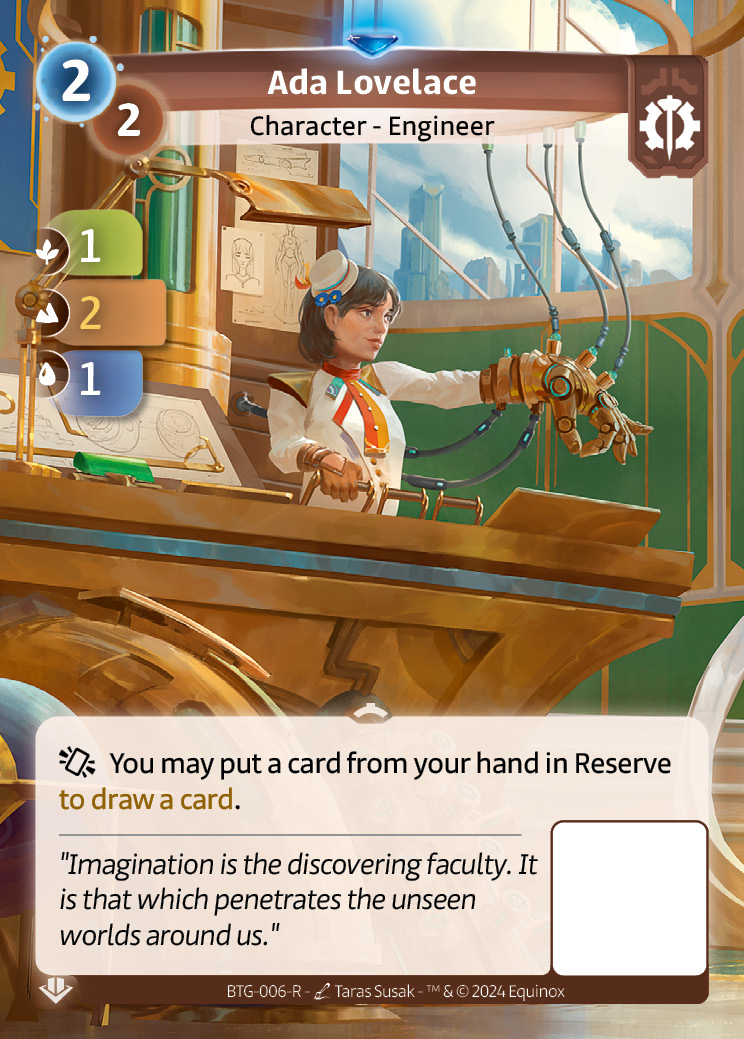 2
Ada Lovelace
2
Character - Engineer
1
2
1
You may put a card from your hand in Reserve
to draw a card.
"Imagination is the discovering faculty. It
is that which penetrates the unseen
worlds around us."
BTG-006-R - Taras Susak - ™ & © 2024 Equinox